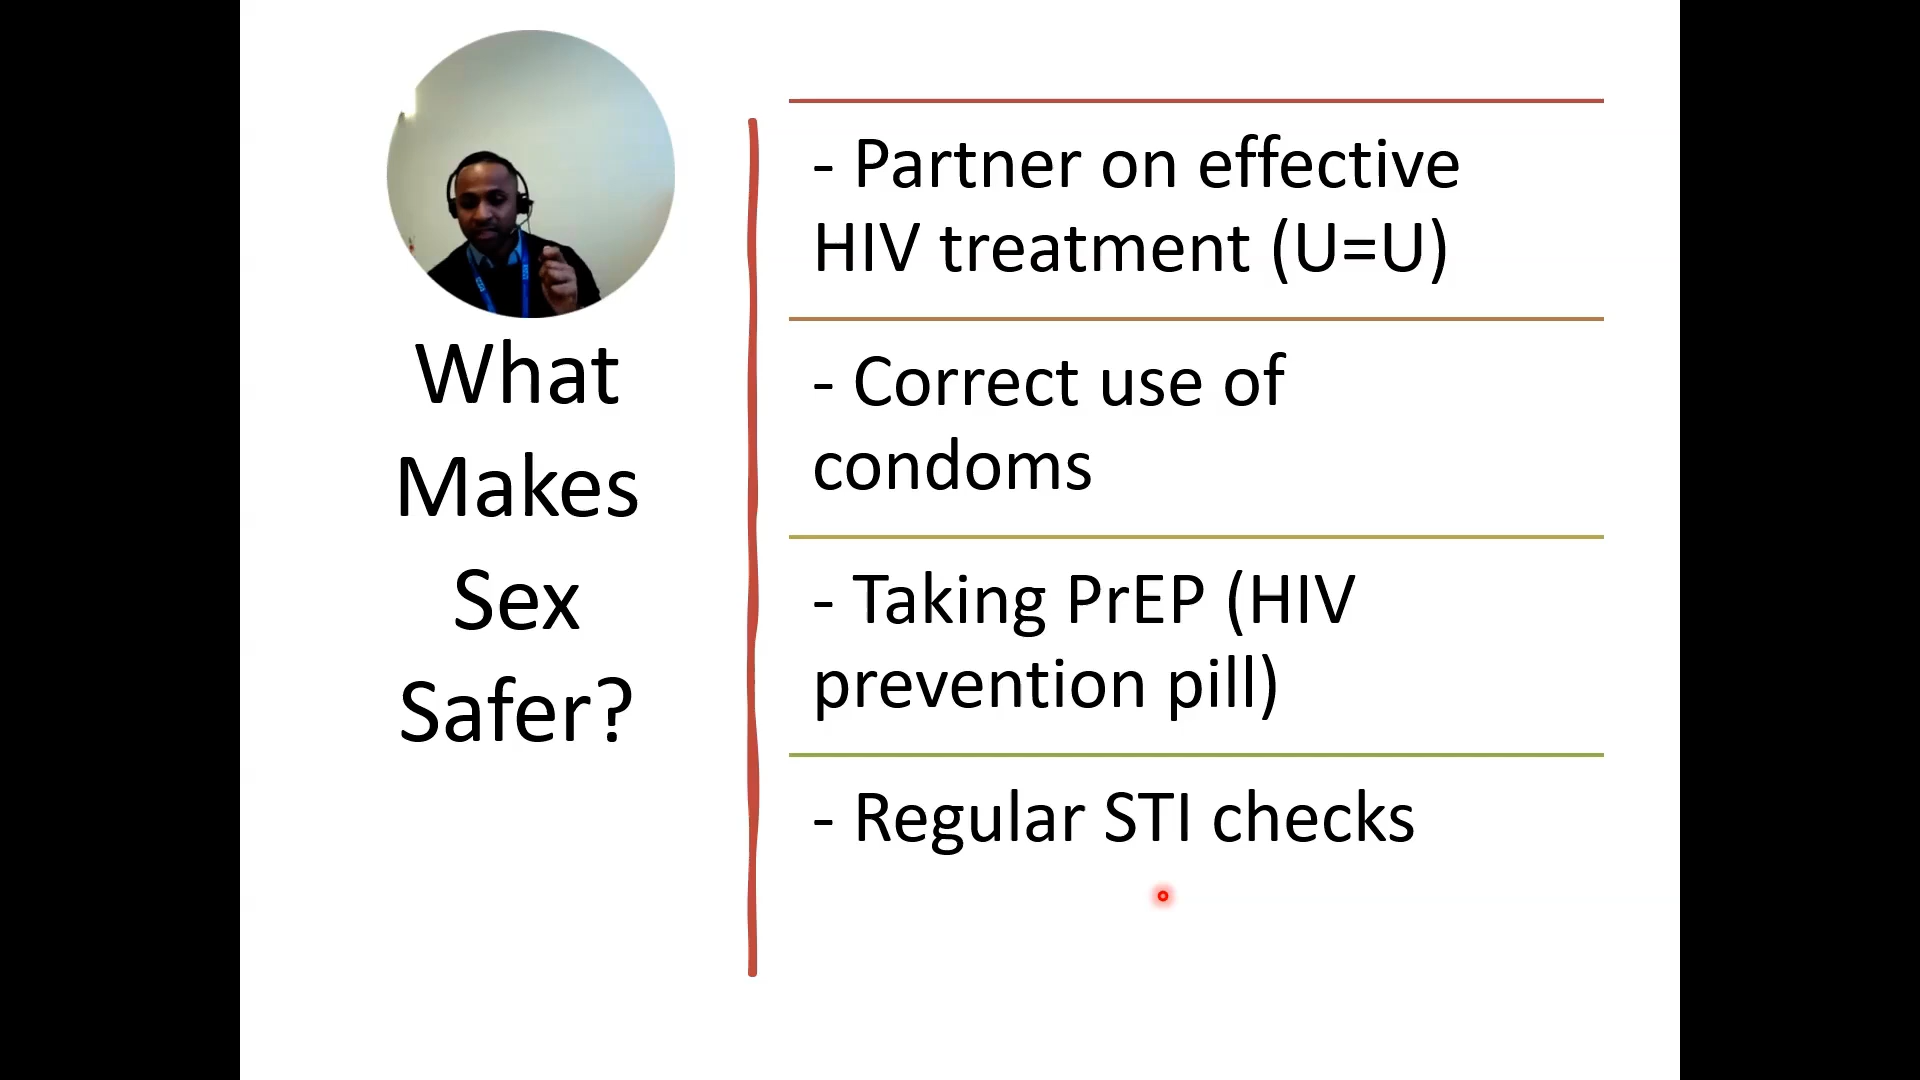 What
Makes
Sex
Safer?
- Partner on effective
HIV treatment (U=U)
- Correct use of
condoms
- Taking PrEP (HIV
prevention pill)
- Regular STI checks